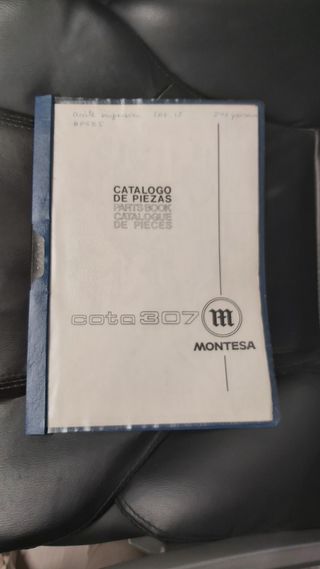 CATALOGO
DE PIEZAS
PARTS BOOK
CATALOGUE
DE PIECES
cota 307 M
MONTESA